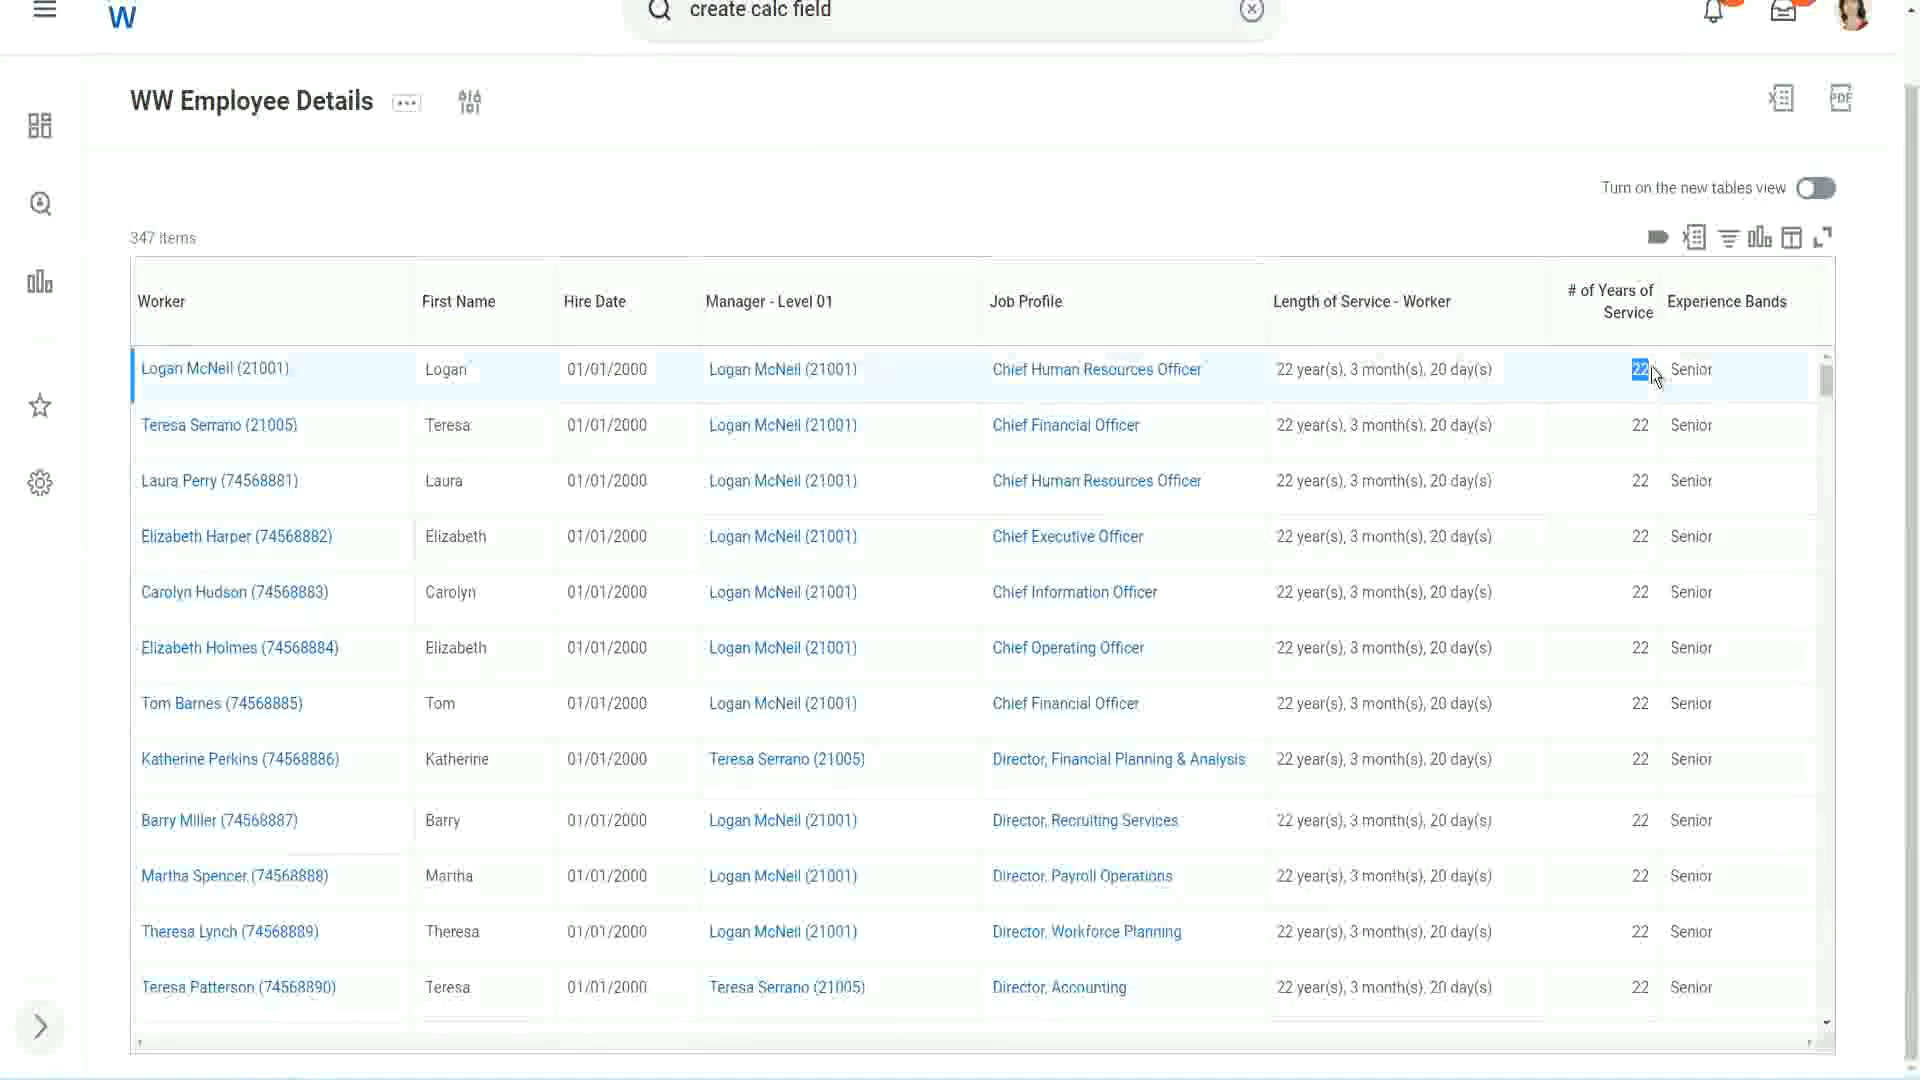 W
create calc field
WW Employee Details
PDF
Turn on the new tables view
347 items
Worker First Name Hire Date Manager - Level 01 Job Profile Length of Service - Worker # of Years of Service Experience Bands
Logan McNeil (21001) Logan 01/01/2000 Logan McNeil (21001) Chief Human Resources Officer 22 year(s), 3 month(s), 20 day(s) 22 Senior
Teresa Serrano (21005) Teresa 01/01/2000 Logan McNeil (21001) Chief Financial Officer 22 year(s), 3 month(s), 20 day(s) 22 Senior
Laura Perry (74568881) Laura 01/01/2000 Logan McNeil (21001) Chief Human Resources Officer 22 year(s), 3 month(s), 20 day(s) 22 Senior
Elizabeth Harper (74568882) Elizabeth 01/01/2000 Logan McNeil (21001) Chief Executive Officer 22 year(s), 3 month(s), 20 day(s) 22 Senior
Carolyn Hudson (74568883) Carolyn 01/01/2000 Logan McNeil (21001) Chief Information Officer 22 year(s), 3 month(s), 20 day(s) 22 Senior
Elizabeth Holmes (74568884) Elizabeth 01/01/2000 Logan McNeil (21001) Chief Operating Officer 22 year(s), 3 month(s), 20 day(s) 22 Senior
Tom Barnes (74568885) Tom 01/01/2000 Logan McNeil (21001) Chief Financial Officer 22 year(s), 3 month(s), 20 day(s) 22 Senior
Katherine Perkins (74568886) Katherine 01/01/2000 Teresa Serrano (21005) Director, Financial Planning & Analysis 22 year(s), 3 month(s), 20 day(s) 22 Senior
Barry Miller (74568887) Barry 01/01/2000 Logan McNeil (21001) Director, Recruiting Services 22 year(s), 3 month(s), 20 day(s) 22 Senior
Martha Spencer (74568888) Martha 01/01/2000 Logan McNeil (21001) Director, Payroll Operations 22 year(s), 3 month(s), 20 day(s) 22 Senior
Theresa Lynch (74568889) Theresa 01/01/2000 Logan McNeil (21001) Director, Workforce Planning 22 year(s), 3 month(s), 20 day(s) 22 Senior
Teresa Patterson (74568890) Teresa 01/01/2000 Teresa Serrano (21005) Director, Accounting 22 year(s), 3 month(s), 20 day(s) 22 Senior